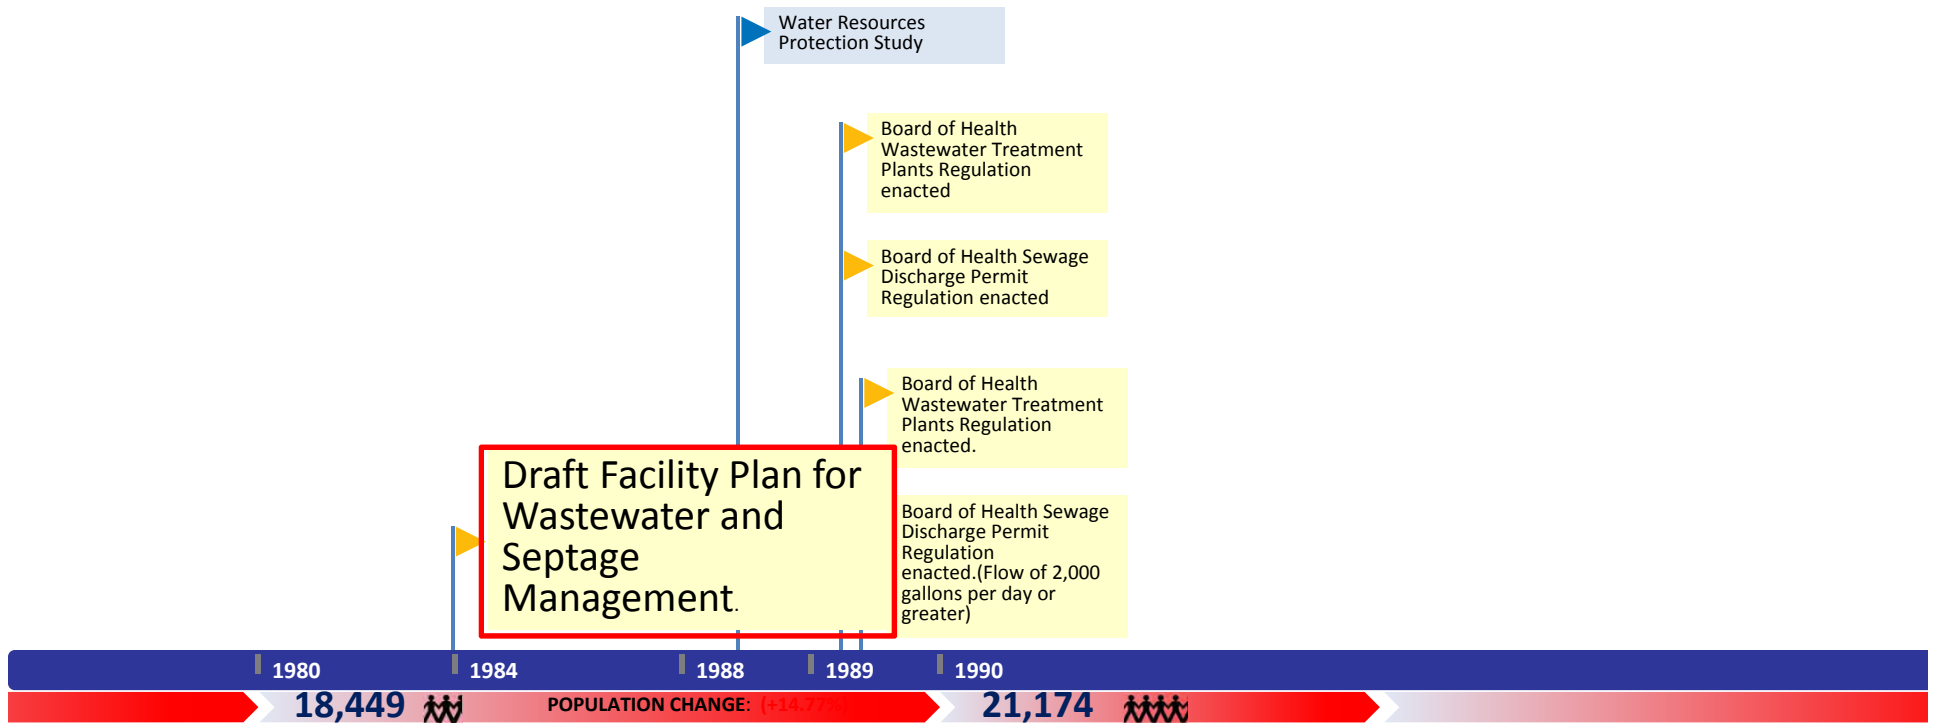 Water Resources
Protection Study
Board of Health
Wastewater Treatment
Plants Regulation
enacted
Board of Health Sewage
Discharge Permit
Regulation enacted
Board of Health
Wastewater Treatment
Plants Regulation
enacted.
Draft Facility Plan for
Wastewater and
Septage
Management.
Board of Health Sewage
Discharge Permit
Regulation
enacted.(Flow of 2,000
gallons per day or
greater)
1980 1984 1988 1989 1990
18,449 POPULATION CHANGE: (+14.77%) 21,174